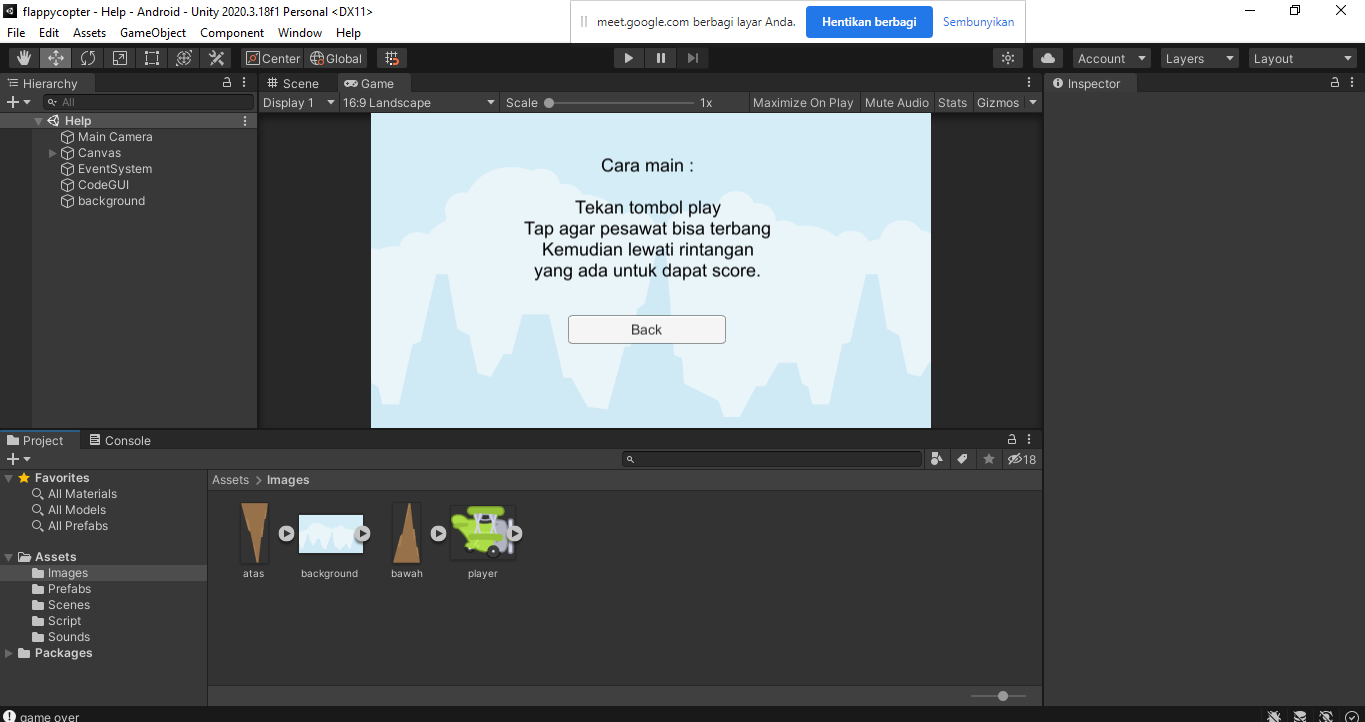 flappycopter - Help - Android - Unity 2020.3.18f1 Personal <DX11>
meet.google.com berbagi layar Anda.
Hentikan berbagi
Sembunyikan
File Edit Assets GameObject Component Window Help
Center Global
Account Layers Layout
Hierarchy
All
Help
Main Camera
Canvas
EventSystem
CodeGUI
background
Scene Game
Display 1 16:9 Landscape Scale 1x Maximize On Play Mute Audio Stats Gizmos
Cara main :
Tekan tombol play
Tap agar pesawat bisa terbang
Kemudian lewati rintangan
yang ada untuk dapat score.
Back
Inspector
Project Console
18
Favorites
All Materials
All Models
All Prefabs
Assets
Images
Prefabs
Scenes
Script
Sounds
Packages
Assets > Images
atas background bawah player
game over